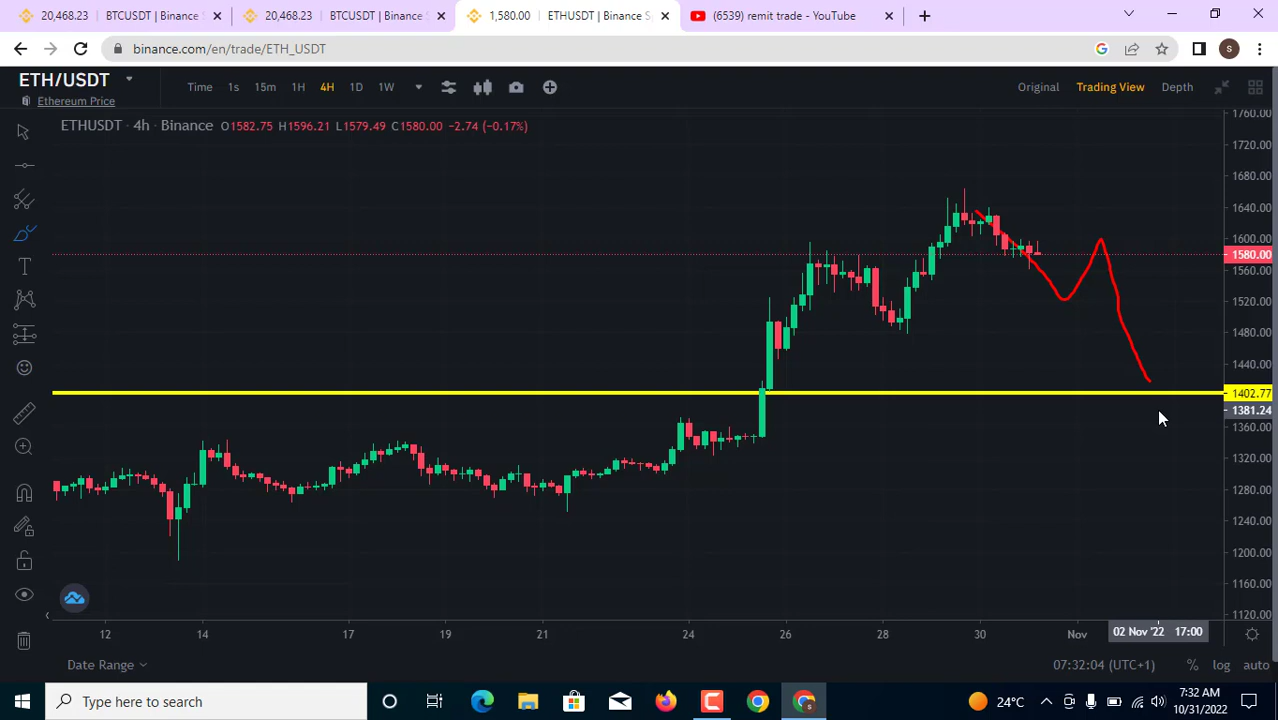 20,468.23 BTCUSDT | Binance S
20,468.23 BTCUSDT | Binance S
1,580.00 ETHUSDT | Binance S
(6539) remit trade - YouTube
binance.com/en/trade/ETH_USDT
S
ETH/USDT
Ethereum Price
Time 1s 15m 1H 4H 1D 1W
Original Trading View Depth
ETHUSDT · 4h · Binance O1582.75 H1596.21 L1579.49 C1580.00 −2.74 (−0.17%)
1760.00
1720.00
1680.00
1640.00
1600.00
1580.00
1560.00
1520.00
1480.00
1440.00
1402.77
1381.24
1360.00
1320.00
1280.00
1240.00
1200.00
1160.00
1120.00
12 14 17 19 21 24 26 28 30 Nov 02 Nov '22 17:00
Date Range 07:32:04 (UTC+1) % log auto
Type here to search
24°C
7:32 AM
10/31/2022